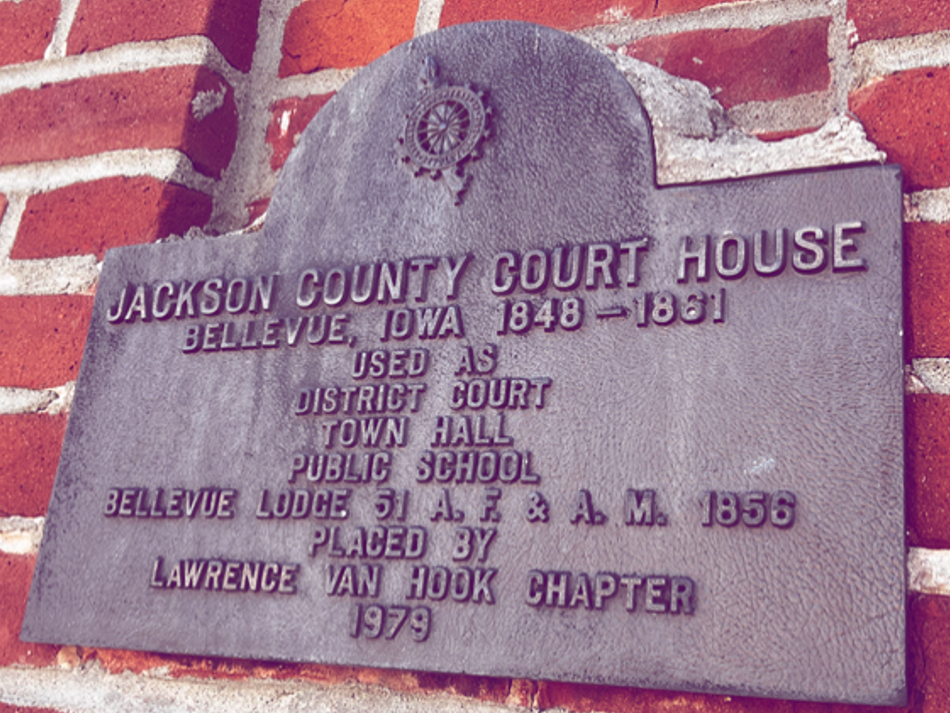 JACKSON COUNTY COURT HOUSE
BELLEVUE, IOWA 1848 - 1861
USED AS
DISTRICT COURT
TOWN HALL
PUBLIC SCHOOL
BELLEVUE LODGE 51 A. F. & A. M. 1856
PLACED BY
LAWRENCE VAN HOOK CHAPTER
1979